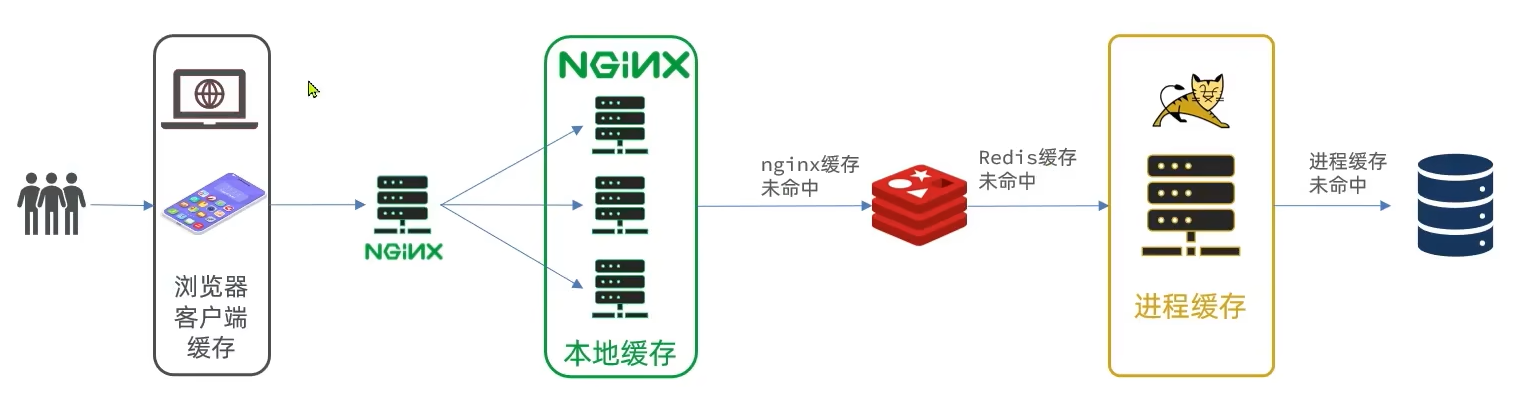 浏览器
客户端
缓存
NGINX
NGINX
本地缓存
nginx缓存
未命中
Redis缓存
未命中
进程缓存
进程缓存
未命中